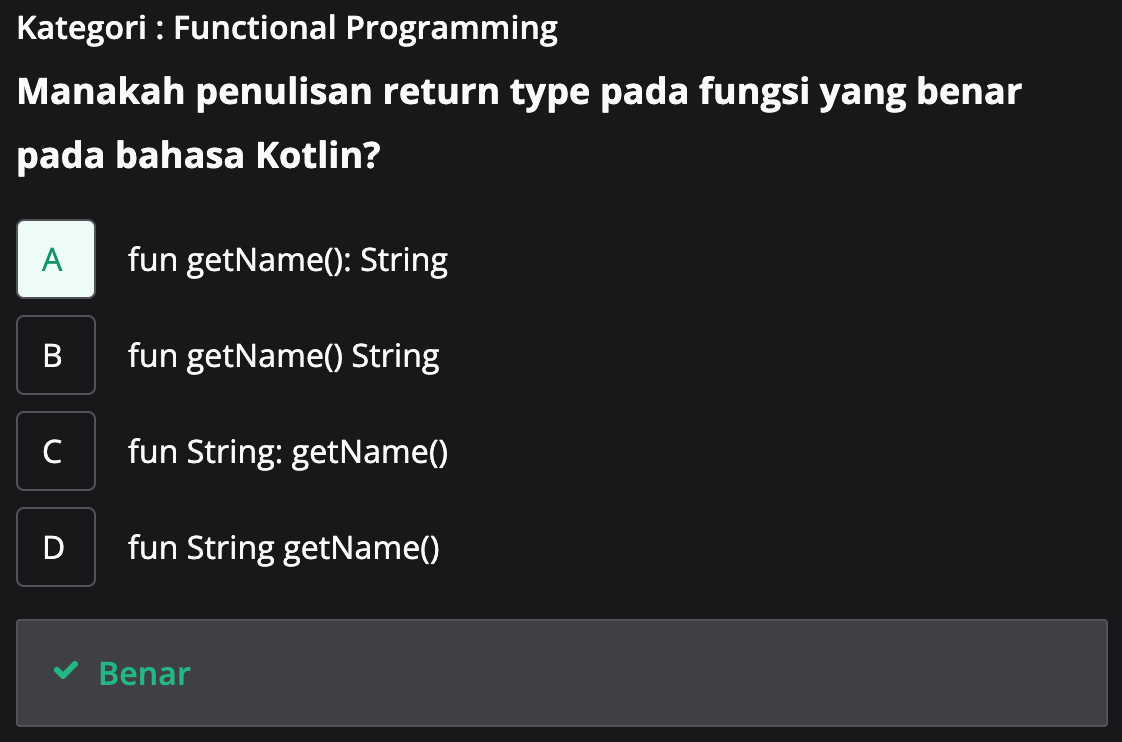 Kategori : Functional Programming
Manakah penulisan return type pada fungsi yang benar
pada bahasa Kotlin?
A fun getName(): String
B fun getName() String
C fun String: getName()
D fun String getName()
✔ Benar